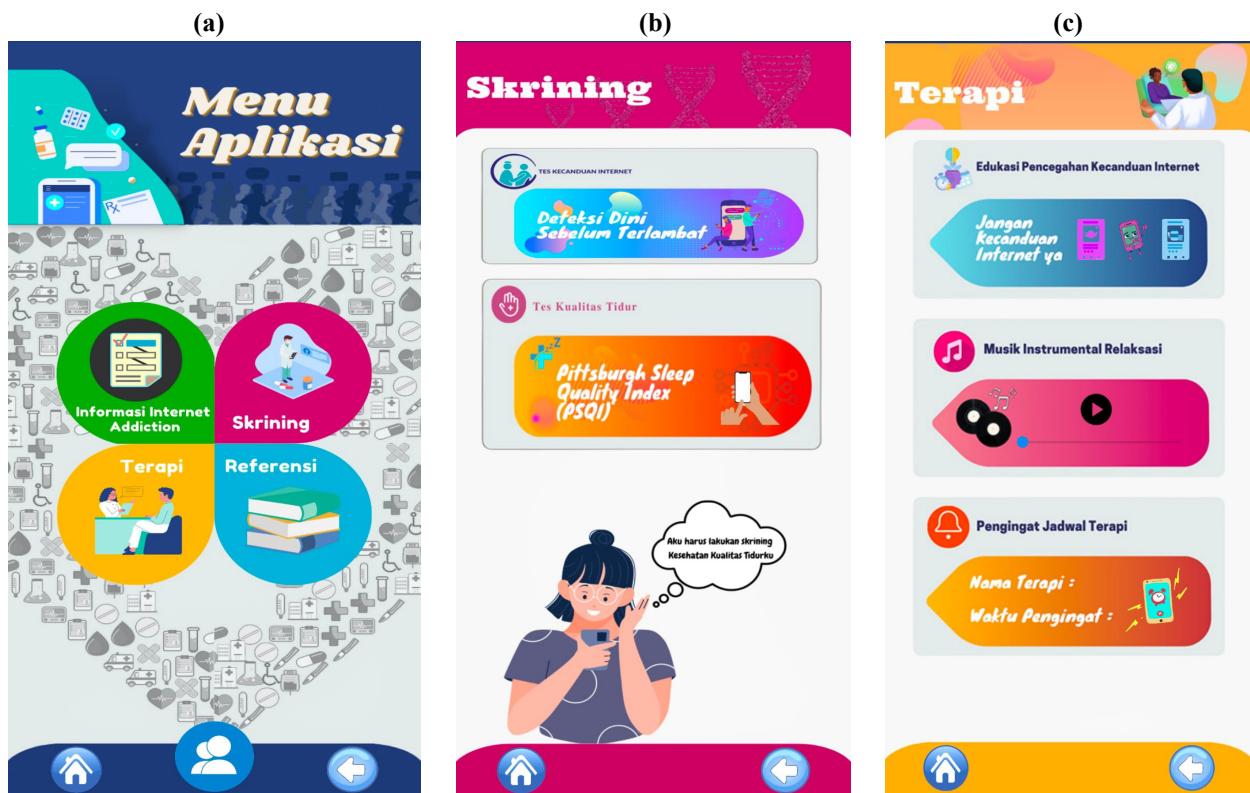 (a)
Menu
Aplikasi
Rx
Informasi Internet
Addiction
Skrining
Terapi
Referensi
(b)
Skrining
TES KECANDUAN INTERNET
Deteksi Dini
Sebelum Terlambat
Tes Kualitas Tidur
zzZ
Pittsburgh Sleep
Quality Index
(PSQI)
Aku harus lakukan skrining
Kesehatan Kualitas Tidurku
(c)
Terapi
Edukasi Pencegahan Kecanduan Internet
Jangan
Kecanduan
Internet ya
Musik Instrumental Relaksasi
Pengingat Jadwal Terapi
Nama Terapi :
Waktu Pengingat :